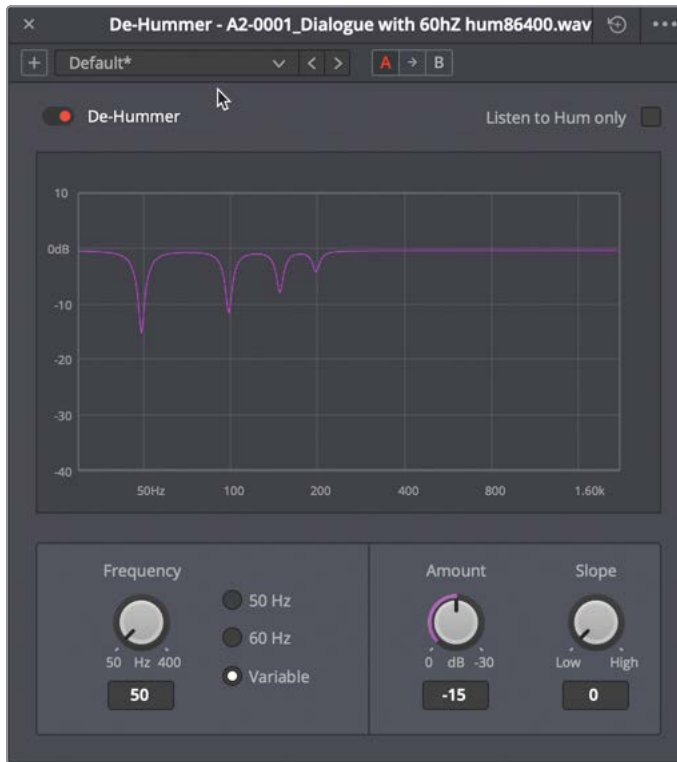 De-Hummer - A2-0001_Dialogue with 60hZ hum86400.wav
Default*
A
B
De-Hummer
Listen to Hum only
10
0dB
-10
-20
-30
-40
50Hz 100 200 400 800 1.60k
Frequency
50 Hz 400
50
50 Hz
60 Hz
Variable
Amount
0 dB -30
-15
Slope
Low High
0